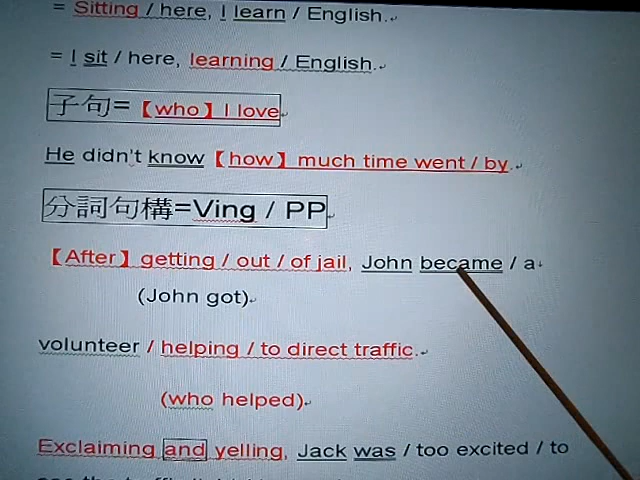 = Sitting / here, I learn / English.
= I sit / here, learning / English.
子句=【who】I love
He didn't know【how】much time went / by.
分詞句構=Ving / PP
【After】getting / out / of jail, John became / a
(John got)
volunteer / helping / to direct traffic.
(who helped)
Exclaiming and yelling, Jack was / too excited / to